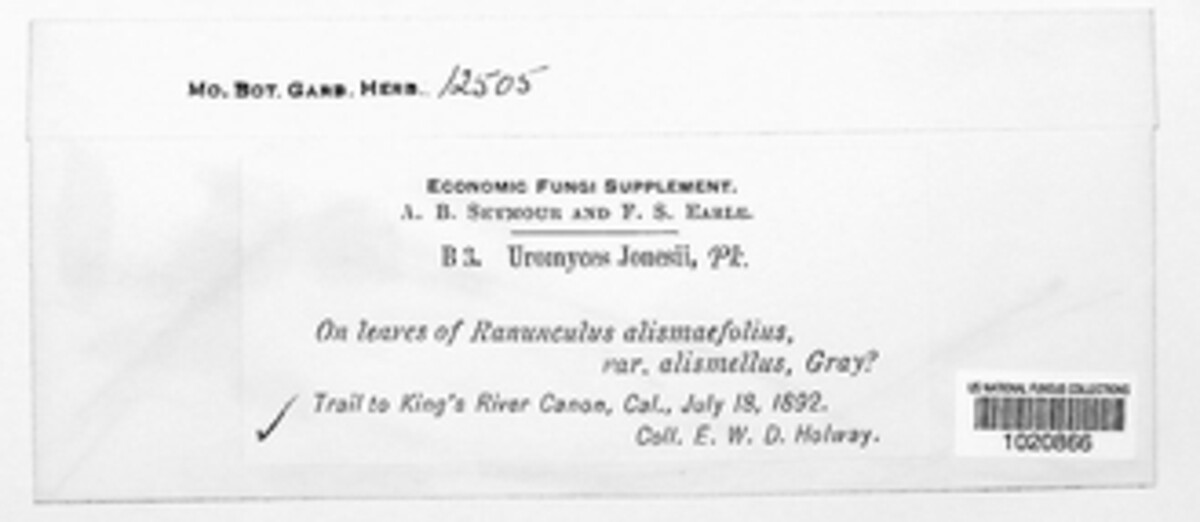 Mo. Bot. Gard. Herb. 12505
Economic Fungi Supplement.
A. B. Seymour and F. S. Earle.
B 3. Uromyces Jonesii, Pk.
On leaves of Ranunculus alismaefolius,
var. alismellus, Gray?
Trail to King's River Canon, Cal., July 18, 1892.
Coll. E. W. D. Holway.
US NATIONAL FUNGUS COLLECTIONS
1020866